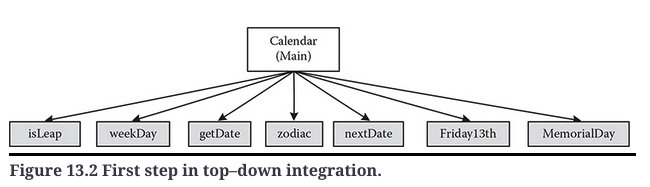 Calendar
(Main)
isLeap weekDay getDate zodiac nextDate Friday13th MemorialDay
Figure 13.2 First step in top–down integration.